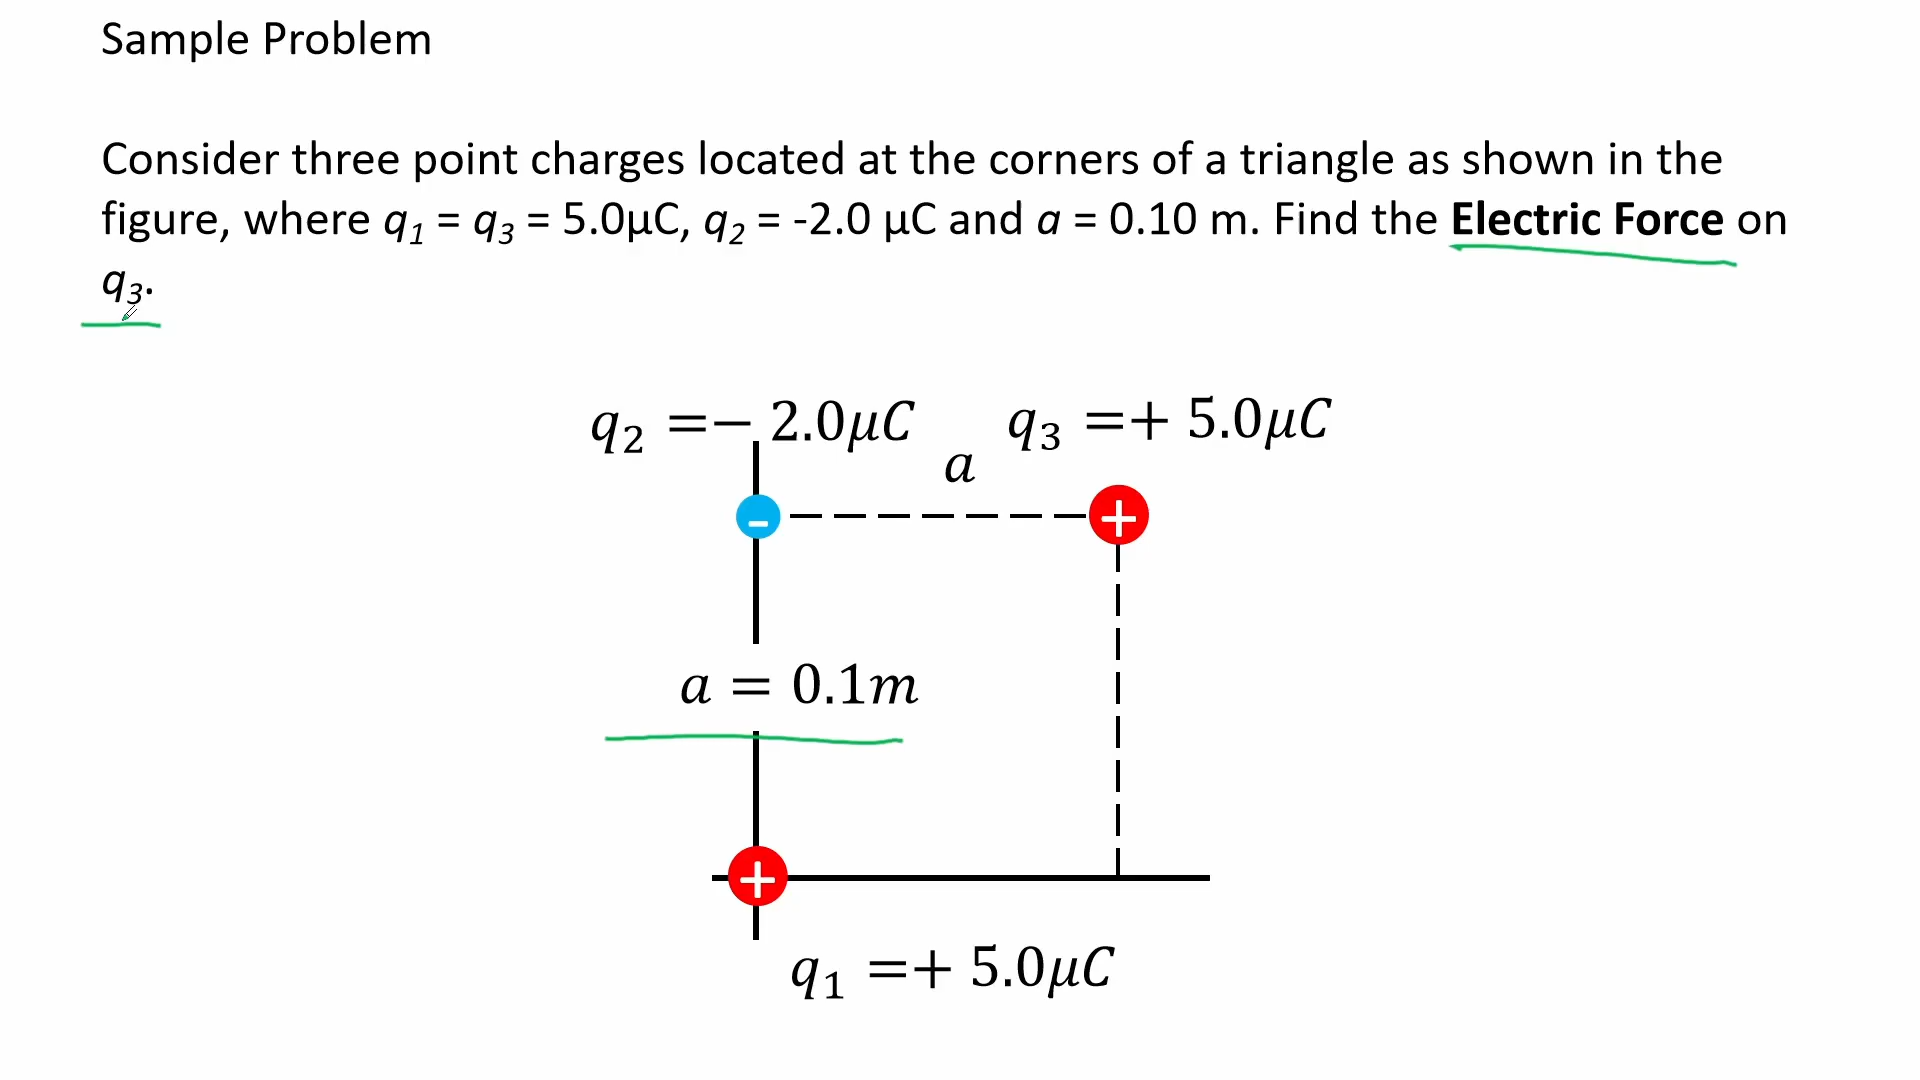 Sample Problem
Consider three point charges located at the corners of a triangle as shown in the
figure, where q₁ = q₃ = 5.0µC, q₂ = -2.0 µC and a = 0.10 m. Find the Electric Force on
q₃.
q₂ =− 2.0µC
q₃ =+ 5.0µC
a
-
+
a = 0.1m
+
q₁ =+ 5.0µC